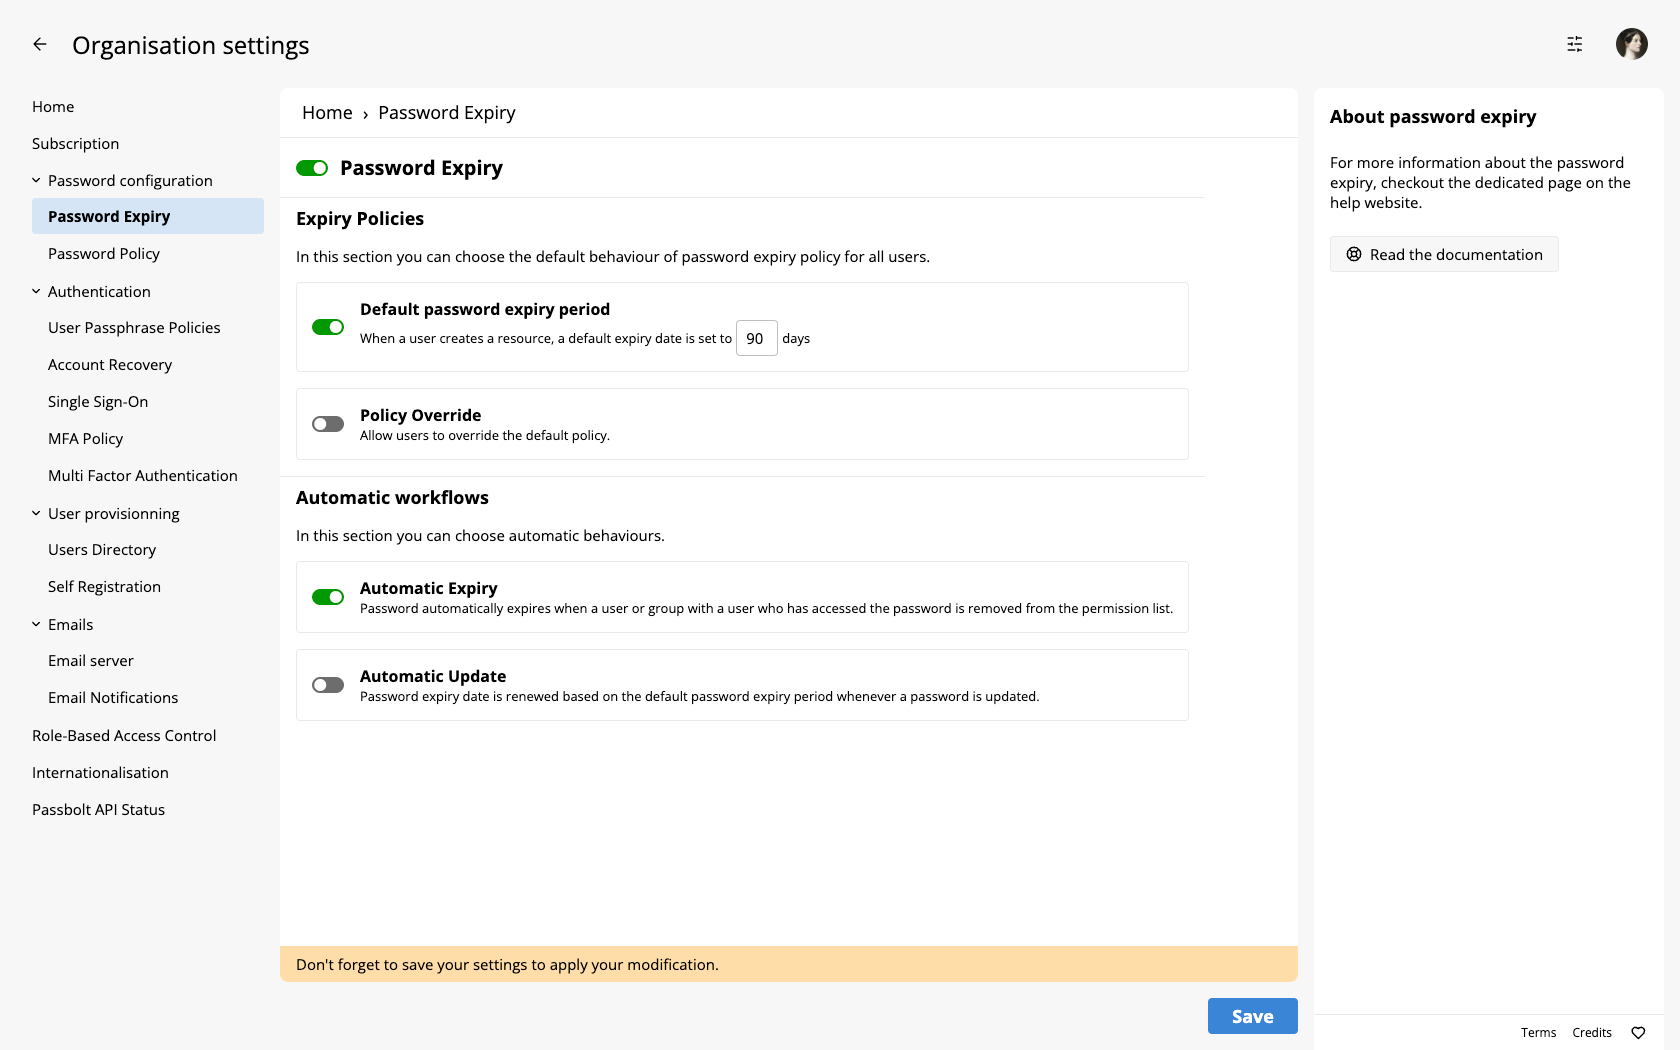 Organisation settings
Home
Subscription
Password configuration
Password Expiry
Password Policy
Authentication
User Passphrase Policies
Account Recovery
Single Sign-On
MFA Policy
Multi Factor Authentication
User provisionning
Users Directory
Self Registration
Emails
Email server
Email Notifications
Role-Based Access Control
Internationalisation
Passbolt API Status
Home › Password Expiry
Password Expiry
Expiry Policies
In this section you can choose the default behaviour of password expiry policy for all users.
Default password expiry period
When a user creates a resource, a default expiry date is set to 90 days
Policy Override
Allow users to override the default policy.
Automatic workflows
In this section you can choose automatic behaviours.
Automatic Expiry
Password automatically expires when a user or group with a user who has accessed the password is removed from the permission list.
Automatic Update
Password expiry date is renewed based on the default password expiry period whenever a password is updated.
Don't forget to save your settings to apply your modification.
Save
About password expiry
For more information about the password
expiry, checkout the dedicated page on the
help website.
Read the documentation
Terms Credits